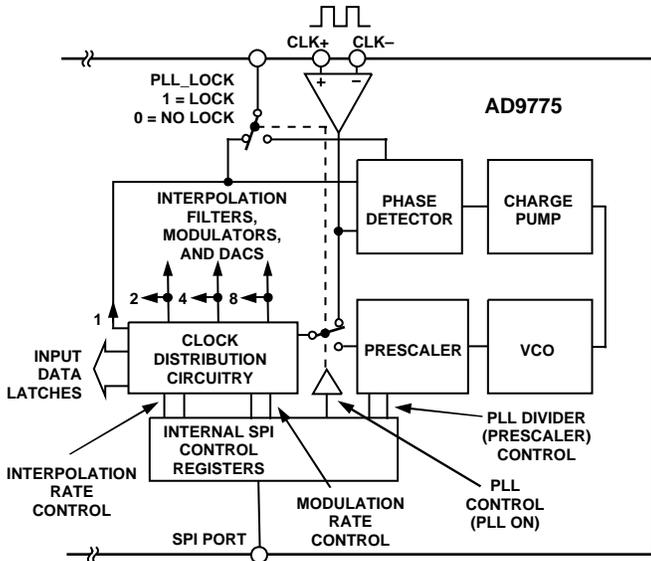 CLK+ CLK–
PLL_LOCK
1 = LOCK
0 = NO LOCK
+ –
AD9775
INTERPOLATION
FILTERS,
MODULATORS,
AND DACS
PHASE
DETECTOR
CHARGE
PUMP
2 4 8
1
CLOCK
DISTRIBUTION
CIRCUITRY
PRESCALER
VCO
INPUT
DATA
LATCHES
INTERNAL SPI
CONTROL
REGISTERS
PLL DIVIDER
(PRESCALER)
CONTROL
INTERPOLATION
RATE
CONTROL
MODULATION
RATE
CONTROL
PLL
CONTROL
(PLL ON)
SPI PORT